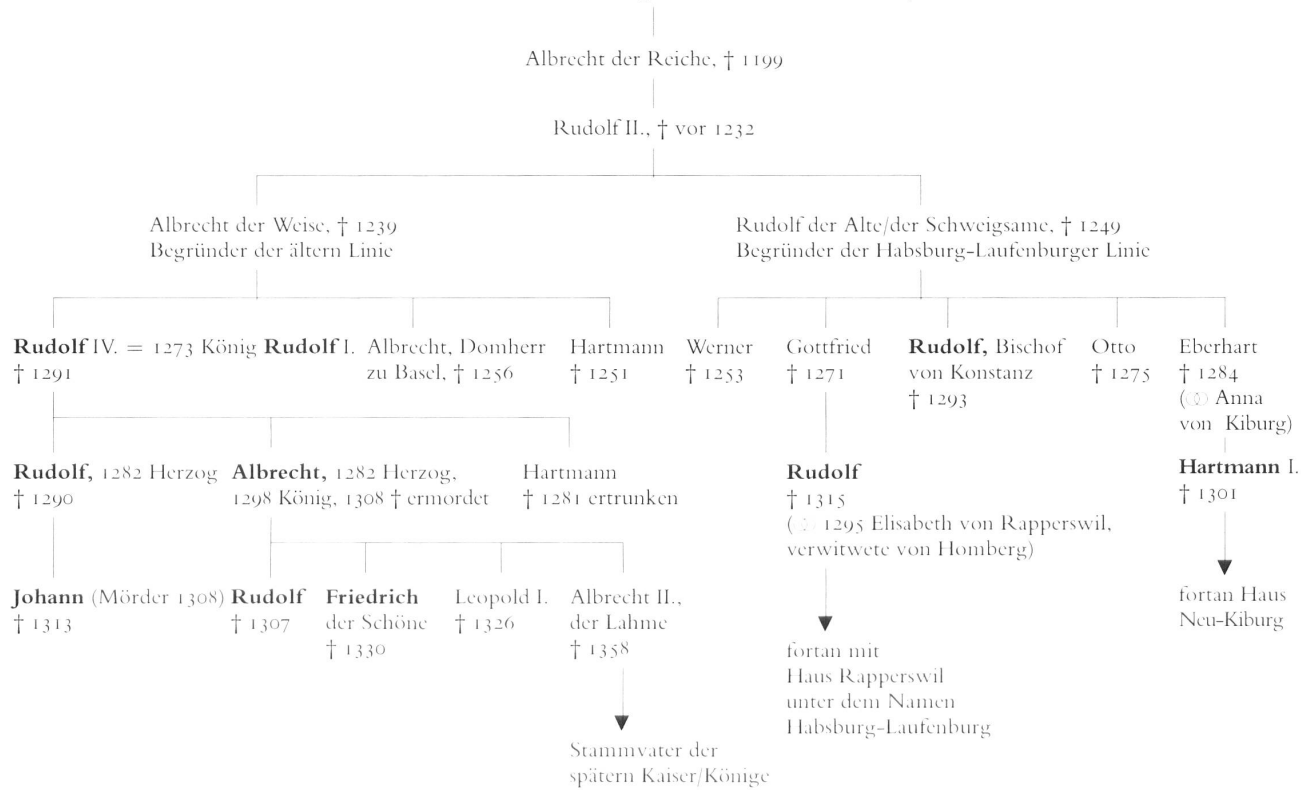 Albrecht der Reiche, † 1199
Rudolf II., † vor 1232
Albrecht der Weise, † 1239
Begründer der ältern Linie
Rudolf der Alte/der Schweigsame, † 1249
Begründer der Habsburg-Laufenburger Linie
Rudolf IV. = 1273 König Rudolf I.
† 1291
Albrecht, Domherr
zu Basel, † 1256
Hartmann
† 1251
Werner
† 1253
Gottfried
† 1271
Rudolf, Bischof
von Konstanz
† 1293
Otto
† 1275
Eberhart
† 1284
(⚭ Anna
von Kiburg)
Rudolf, 1282 Herzog
† 1290
Albrecht, 1282 Herzog,
1298 König, 1308 † ermordet
Hartmann
† 1281 ertrunken
Rudolf
† 1315
(⚭ 1295 Elisabeth von Rapperswil,
verwitwete von Homberg)
Hartmann I.
† 1301
Johann (Mörder 1308)
† 1313
Rudolf
† 1307
Friedrich
der Schöne
† 1330
Leopold I.
† 1326
Albrecht II.,
der Lahme
† 1358
fortan mit
Haus Rapperswil
unter dem Namen
Habsburg-Laufenburg
fortan Haus
Neu-Kiburg
Stammvater der
spätern Kaiser/Könige